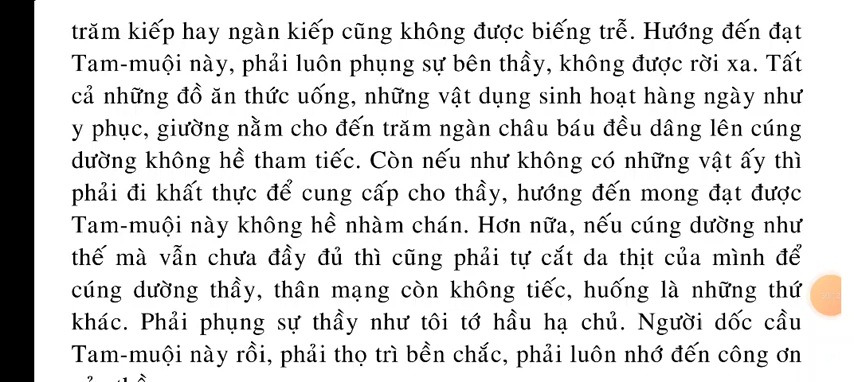 trăm kiếp hay ngàn kiếp cũng không được biếng trễ. Hướng đến đạt
Tam-muội này, phải luôn phụng sự bên thầy, không được rời xa. Tất
cả những đồ ăn thức uống, những vật dụng sinh hoạt hàng ngày như
y phục, giường nằm cho đến trăm ngàn châu báu đều dâng lên cúng
dường không hề tham tiếc. Còn nếu như không có những vật ấy thì
phải đi khất thực để cung cấp cho thầy, hướng đến mong đạt được
Tam-muội này không hề nhàm chán. Hơn nữa, nếu cúng dường như
thế mà vẫn chưa đầy đủ thì cũng phải tự cắt da thịt của mình để
cúng dường thầy, thân mạng còn không tiếc, huống là những thứ
khác. Phải phụng sự thầy như tôi tớ hầu hạ chủ. Người dốc cầu
Tam-muội này rồi, phải thọ trì bền chắc, phải luôn nhớ đến công ơn